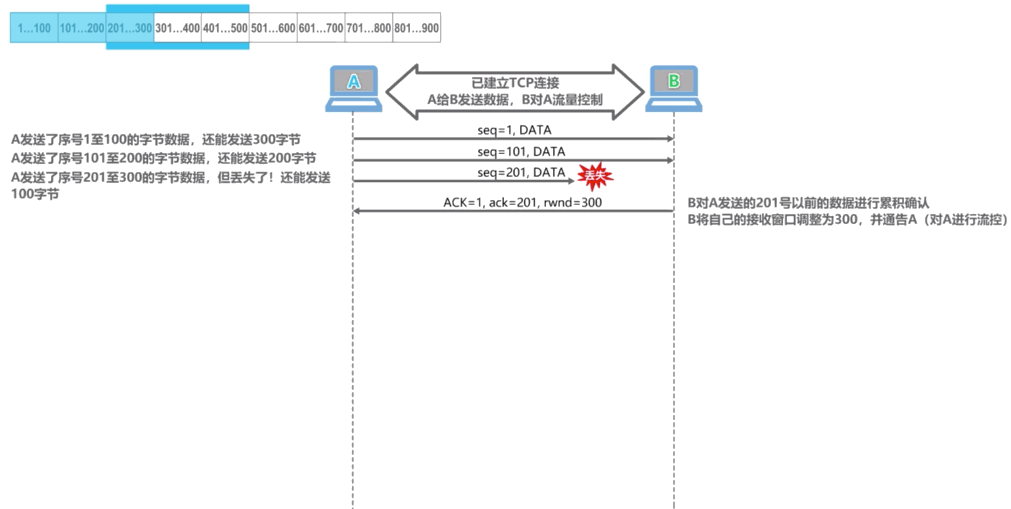 1...100 101...200 201...300 301...400 401...500 501...600 601...700 701...800 801...900
A
B
已建立TCP连接
A给B发送数据，B对A流量控制
A发送了序号1至100的字节数据，还能发送300字节
seq=1, DATA
A发送了序号101至200的字节数据，还能发送200字节
seq=101, DATA
A发送了序号201至300的字节数据，但丢失了！还能发送
100字节
seq=201, DATA
丢失
ACK=1, ack=201, rwnd=300
B对A发送的201号以前的数据进行累积确认
B将自己的接收窗口调整为300，并通告A（对A进行流控）